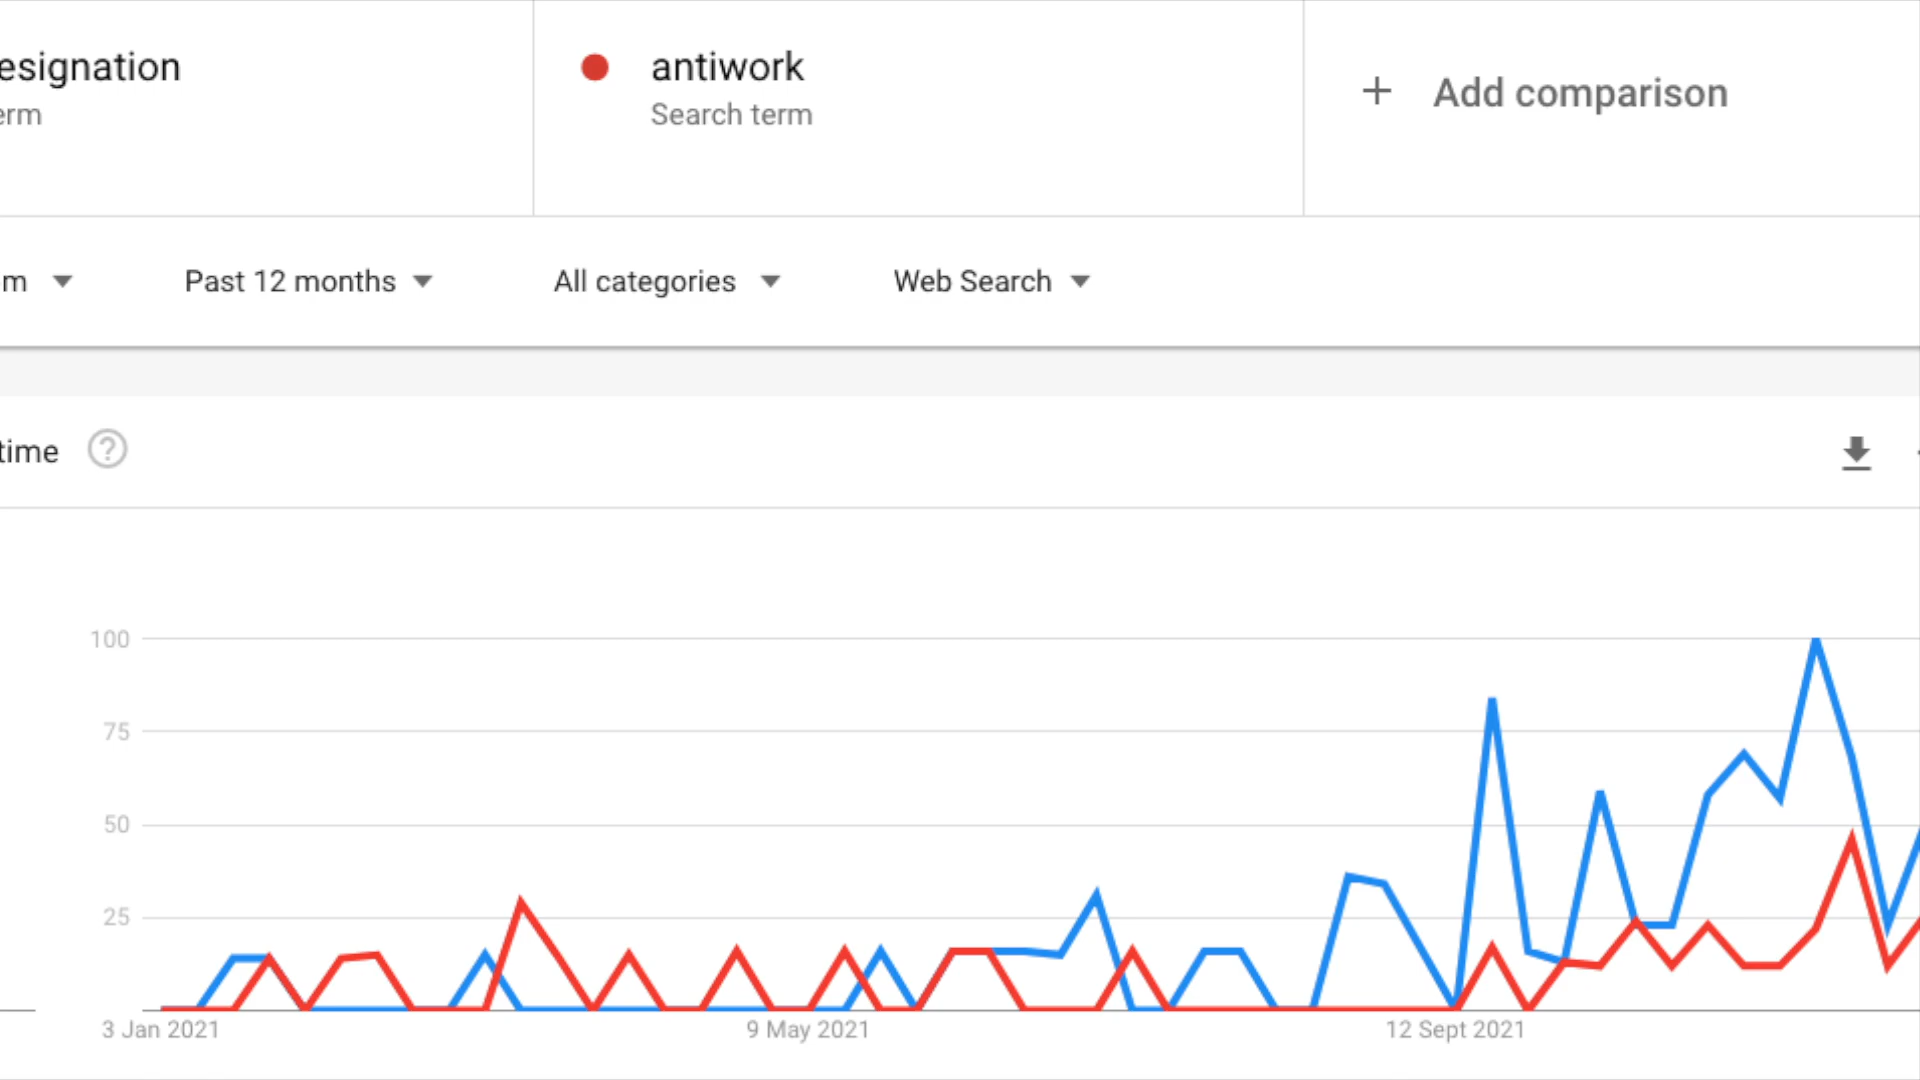 esignation
erm
antiwork
Search term
+ Add comparison
m
Past 12 months
All categories
Web Search
time
?
100
75
50
25
3 Jan 2021
9 May 2021
12 Sept 2021